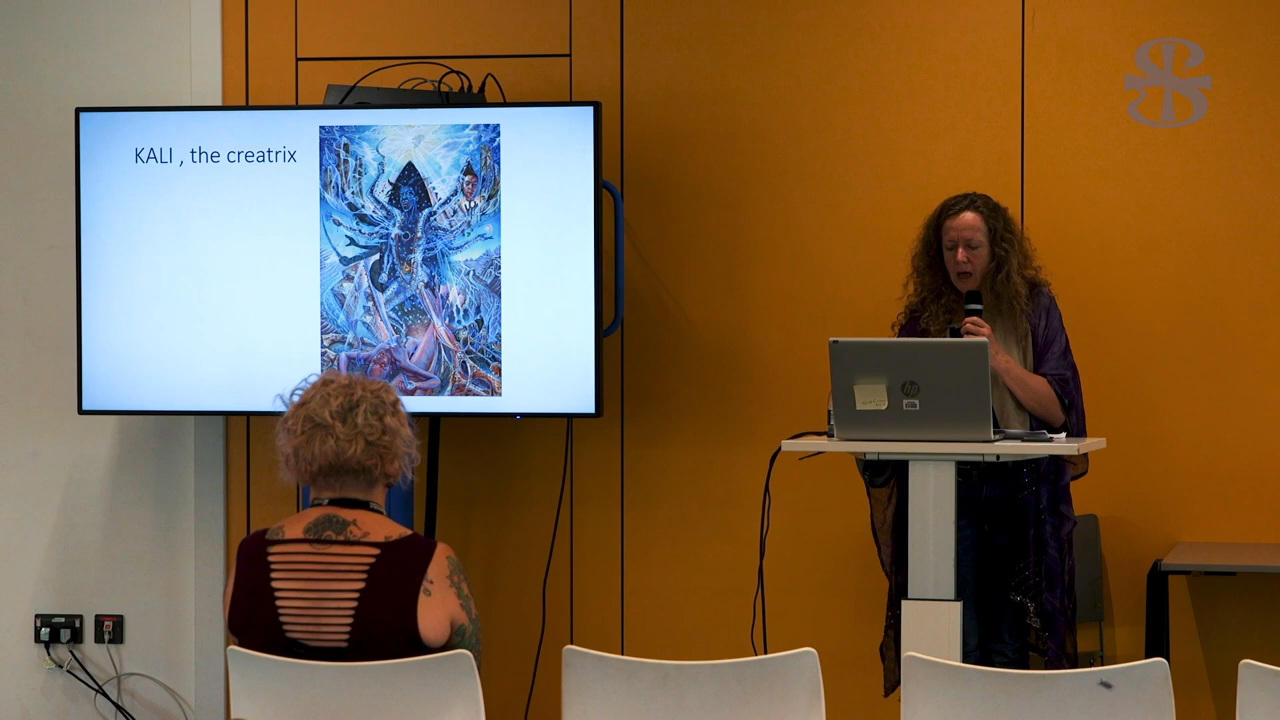 KALI , the creatrix
hp